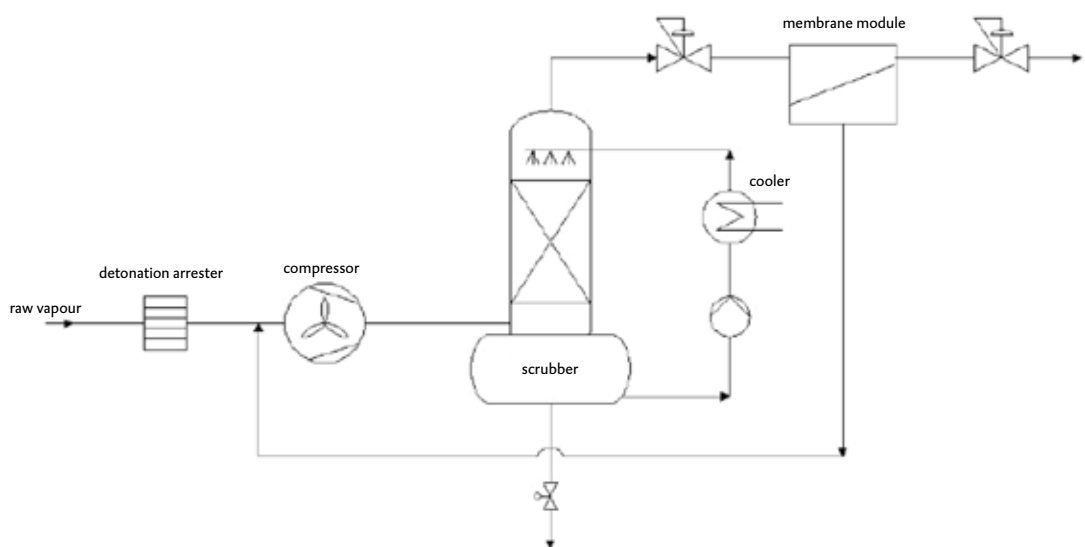 membrane module
cooler
detonation arrester
compressor
raw vapour
scrubber